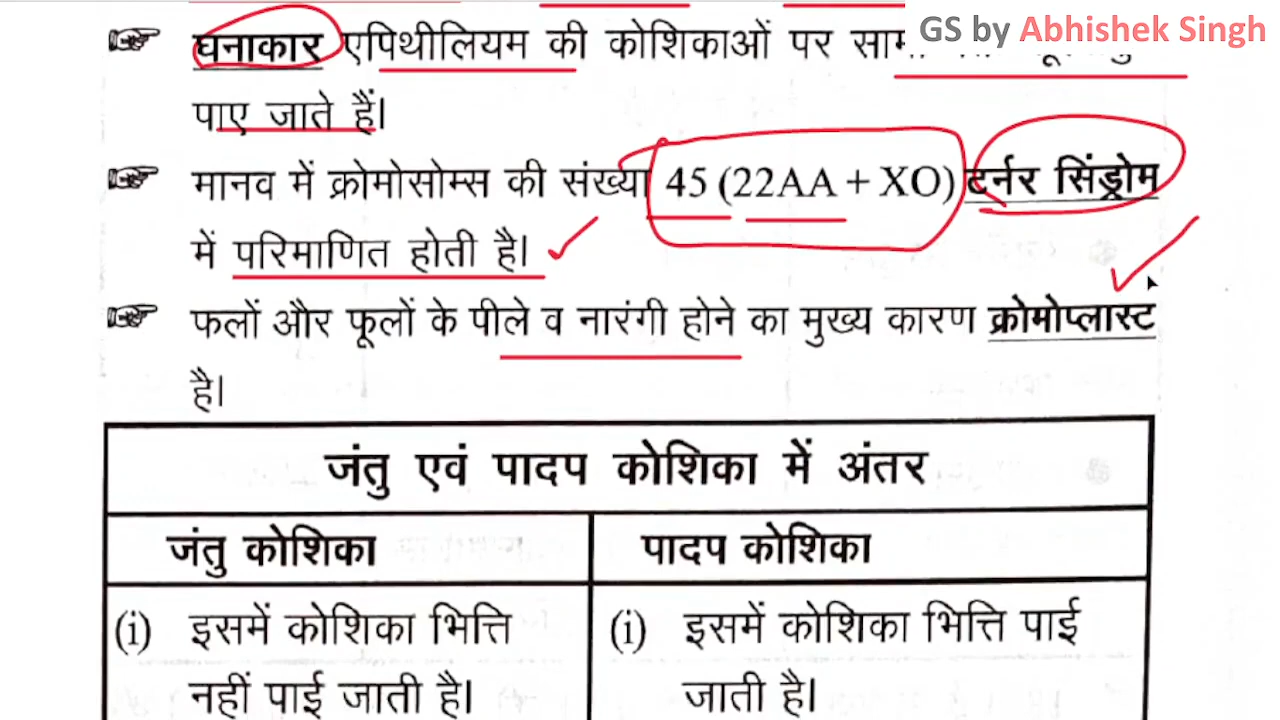 GS by Abhishek Singh
घनाकार एपिथीलियम की कोशिकाओं पर
पाए जाते हैं।
मानव में क्रोमोसोम्स की संख्या 45 (22AA + XO) टर्नर सिंड्रोम
में परिमाणित होती है।
फलों और फूलों के पीले व नारंगी होने का मुख्य कारण क्रोमोप्लास्ट
है।
जंतु एवं पादप कोशिका में अंतर
जंतु कोशिका पादप कोशिका
(i) इसमें कोशिका भित्ति (i) इसमें कोशिका भित्ति पाई
नहीं पाई जाती है। जाती है।